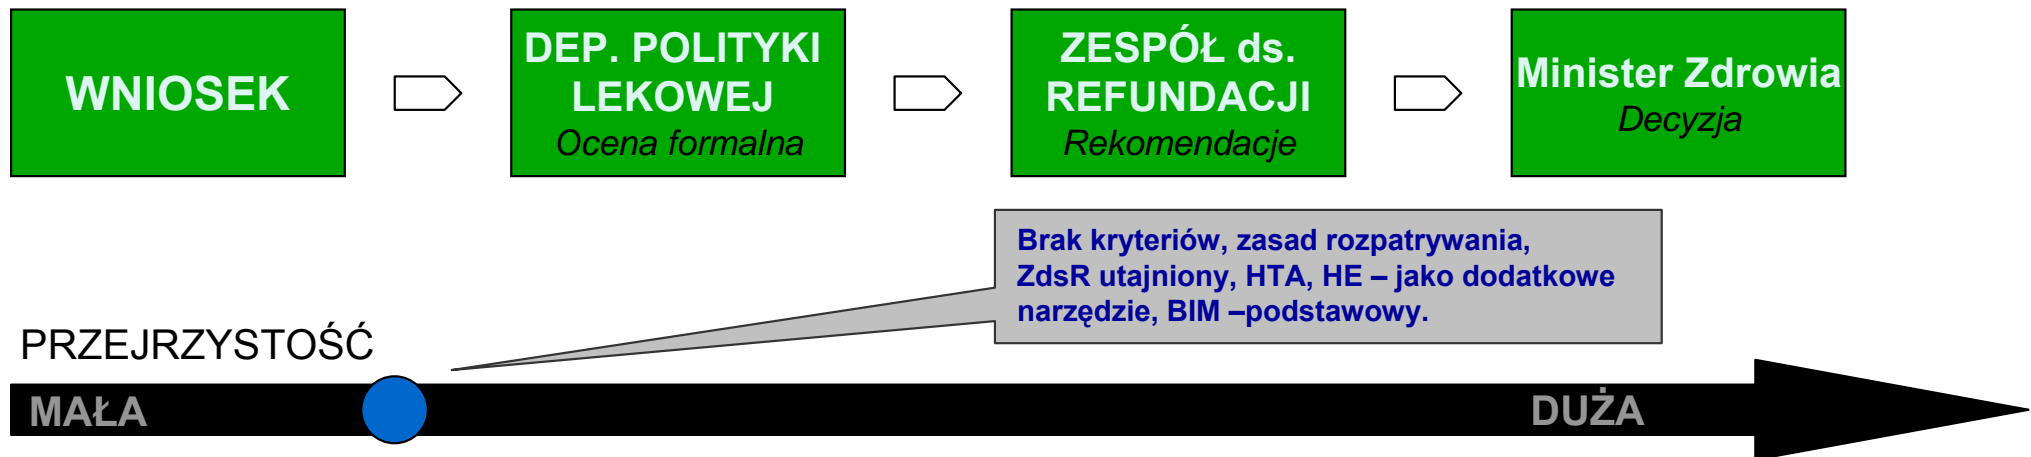 WNIOSEK
DEP. POLITYKI
LEKOWEJ
Ocena formalna
ZESPÓŁ ds.
REFUNDACJI
Rekomendacje
Minister Zdrowia
Decyzja
Brak kryteriów, zasad rozpatrywania,
ZdsR utajniony, HTA, HE – jako dodatkowe
narzędzie, BIM –podstawowy.
PRZEJRZYSTOŚĆ
MAŁA
DUŻA